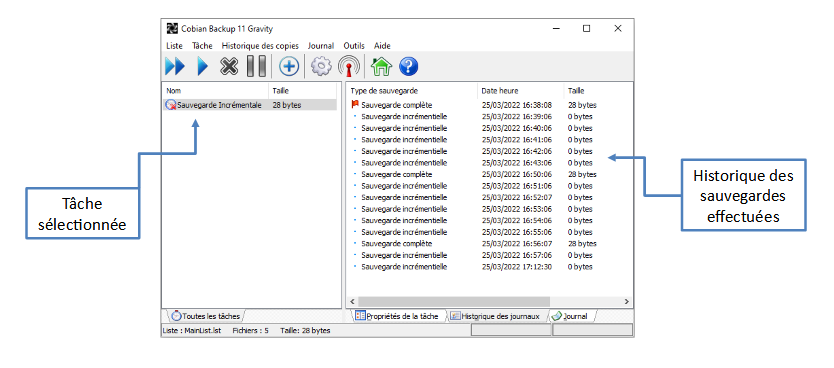 Cobian Backup 11 Gravity
Liste Tâche Historique des copies Journal Outils Aide
Nom Taille
Sauvegarde Incrémentale 28 bytes
Type de sauvegarde Date heure Taille
Sauvegarde complète 25/03/2022 16:38:08 28 bytes
Sauvegarde incrémentielle 25/03/2022 16:39:06 0 bytes
Sauvegarde incrémentielle 25/03/2022 16:40:06 0 bytes
Sauvegarde incrémentielle 25/03/2022 16:41:06 0 bytes
Sauvegarde incrémentielle 25/03/2022 16:42:06 0 bytes
Sauvegarde incrémentielle 25/03/2022 16:43:06 0 bytes
Sauvegarde complète 25/03/2022 16:50:06 28 bytes
Sauvegarde incrémentielle 25/03/2022 16:51:06 0 bytes
Sauvegarde incrémentielle 25/03/2022 16:52:07 0 bytes
Sauvegarde incrémentielle 25/03/2022 16:53:06 0 bytes
Sauvegarde incrémentielle 25/03/2022 16:54:06 0 bytes
Sauvegarde incrémentielle 25/03/2022 16:55:06 0 bytes
Sauvegarde complète 25/03/2022 16:56:07 28 bytes
Sauvegarde incrémentielle 25/03/2022 16:57:06 0 bytes
Sauvegarde incrémentielle 25/03/2022 17:12:30 0 bytes
Toutes les tâches
Propriétés de la tâche Historique des journaux Journal
Liste : MainList.lst Fichiers : 5 Taille: 28 bytes
Tâche
sélectionnée
Historique des
sauvegardes
effectuées